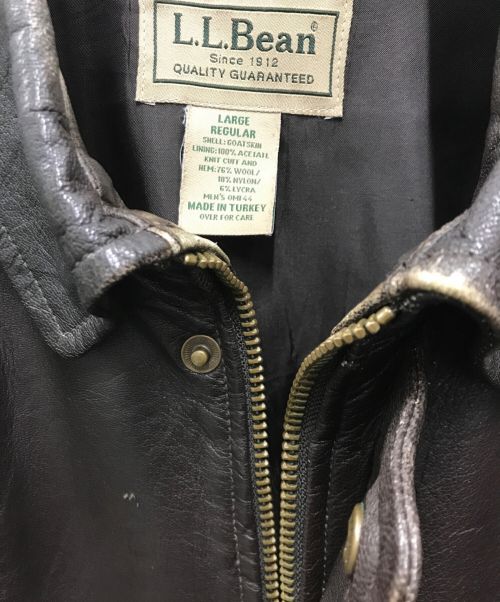 L.L.Bean
®
Since 1912
QUALITY GUARANTEED
LARGE
REGULAR
SHELL: GOATSKIN
LINING: 100% ACETATE
KNIT CUFF AND
HEM: 76% WOOL/
18% NYLON/
6% LYCRA
MEN'S OMI44
MADE IN TURKEY
OVER FOR CARE